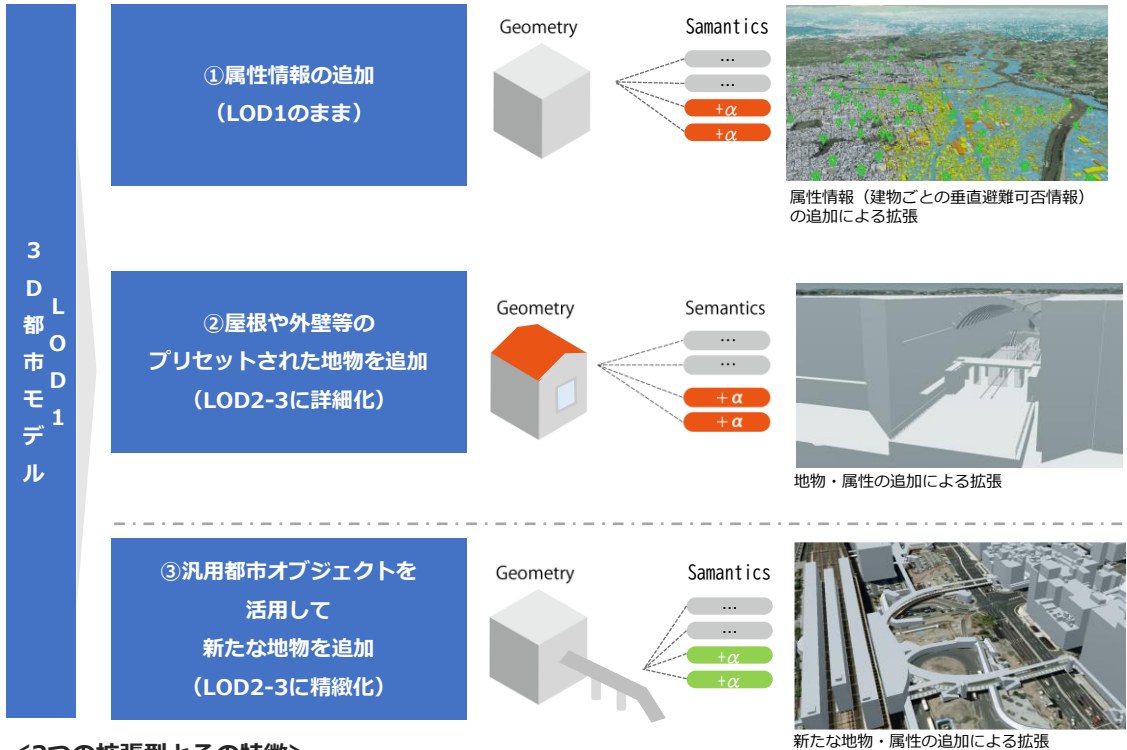 3D都市モデル
LOD1
①属性情報の追加
（LOD1のまま）
Geometry
Samantics
…
…
+α
+α
属性情報（建物ごとの垂直避難可否情報）
の追加による拡張
②屋根や外壁等の
プリセットされた地物を追加
（LOD2-3に詳細化）
Geometry
Semantics
…
…
+α
+α
地物・属性の追加による拡張
③汎用都市オブジェクトを
活用して
新たな地物を追加
（LOD2-3に精緻化）
Geometry
Samantics
…
…
+α
+α
新たな地物・属性の追加による拡張